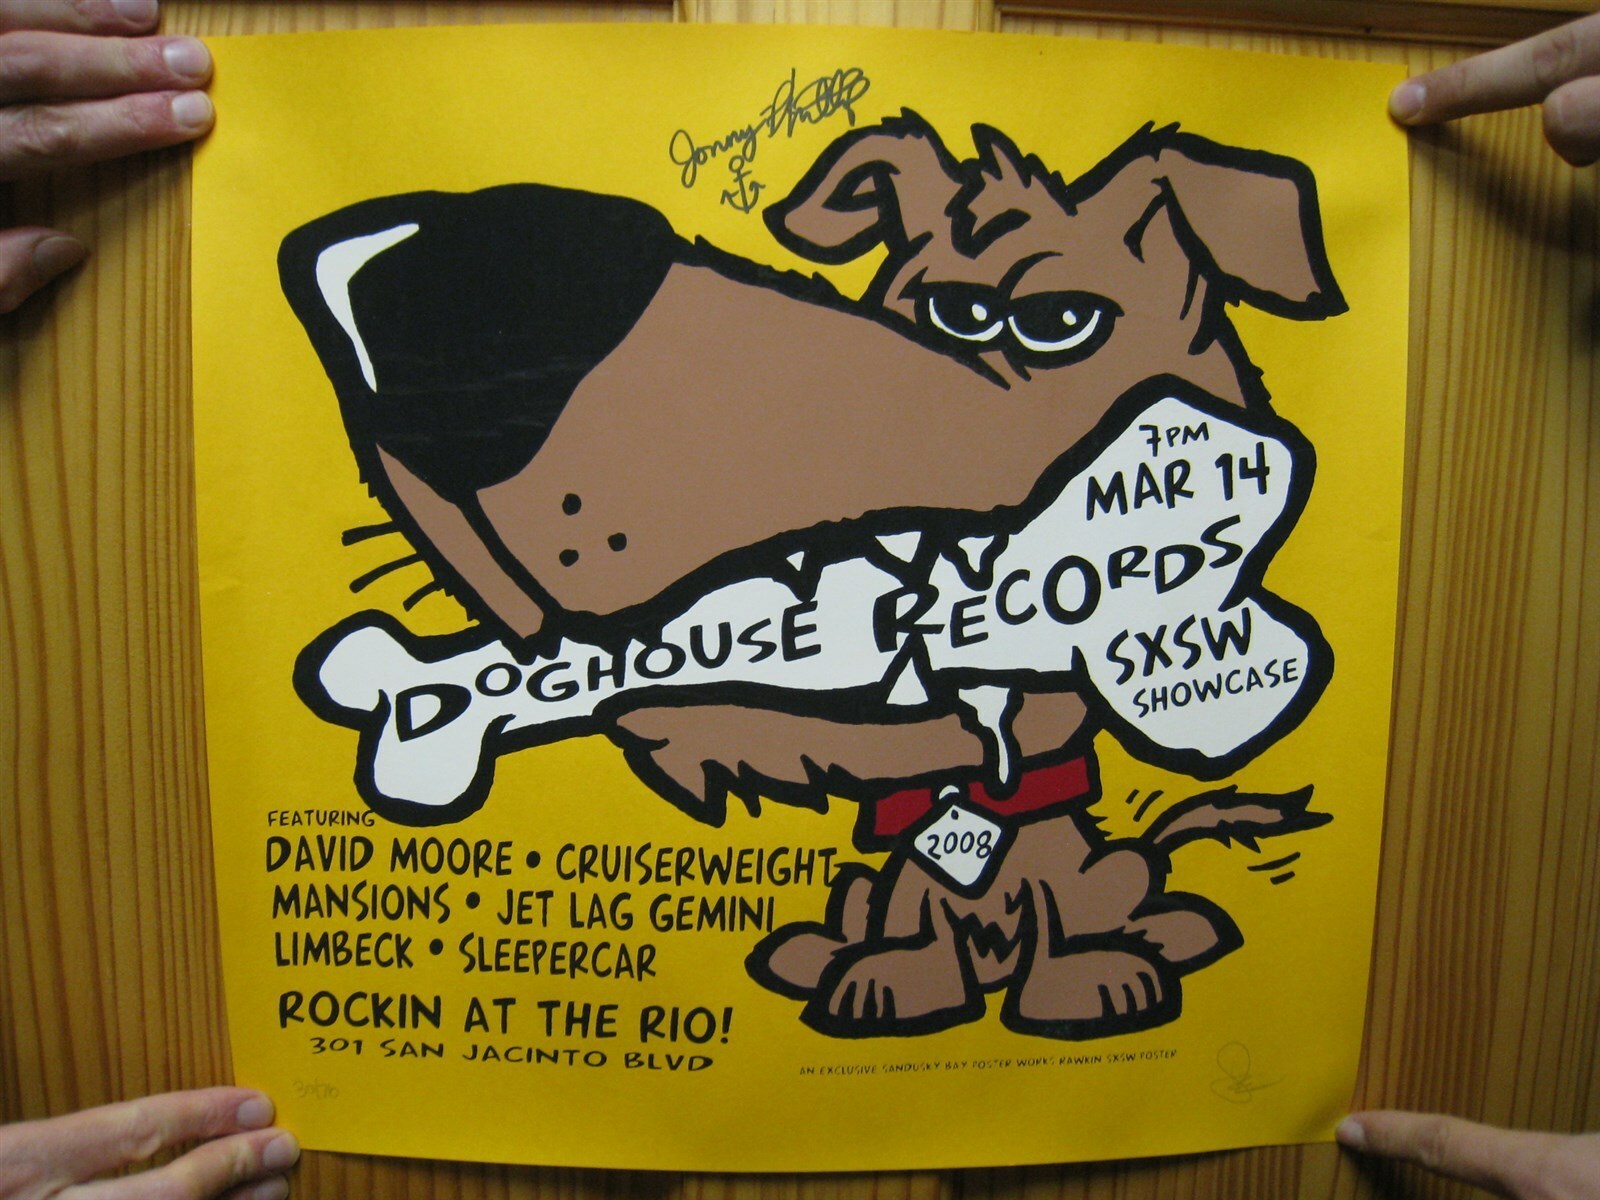 Jonny Phillips
7PM
MAR 14
DOGHOUSE RECORDS
SXSW
SHOWCASE
2008
FEATURING
DAVID MOORE • CRUISERWEIGHT
MANSIONS • JET LAG GEMINI
LIMBECK • SLEEPERCAR
ROCKIN AT THE RIO!
301 SAN JACINTO BLVD
AN EXCLUSIVE SANDUSKY BAY POSTER WORKS RAWKIN SXSW POSTER